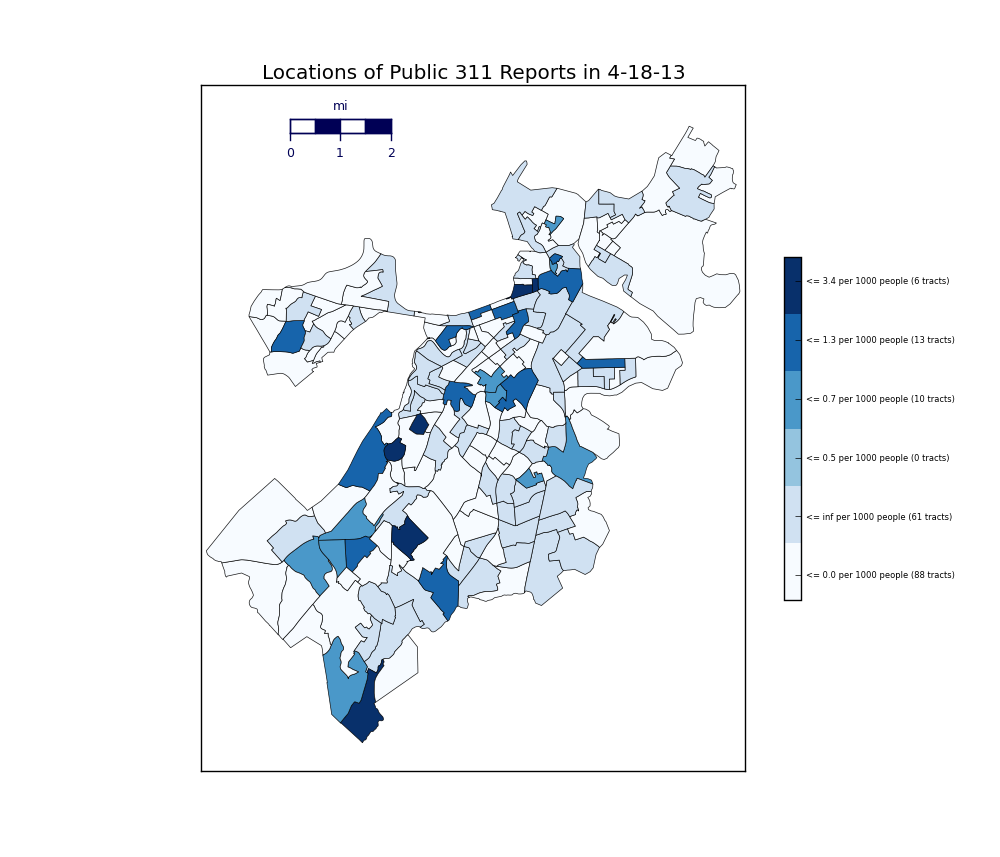 Locations of Public 311 Reports in 4-18-13
mi
0 1 2
<= 3.4 per 1000 people (6 tracts)
<= 1.3 per 1000 people (13 tracts)
<= 0.7 per 1000 people (10 tracts)
<= 0.5 per 1000 people (0 tracts)
<= inf per 1000 people (61 tracts)
<= 0.0 per 1000 people (88 tracts)